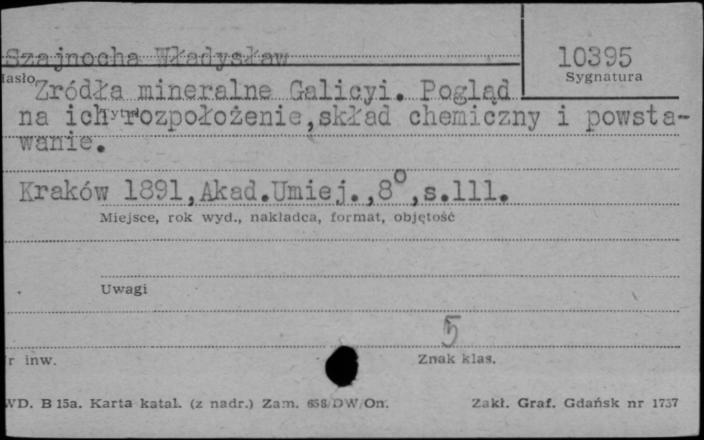 Szajnocha Władysław
10395
Hasło
Sygnatura
Zródła mineralne Galicyi. Pogląd
na ich rozpołożenie,skład chemiczny i powsta-
Tytuł
wanie.
Kraków 1891,Akad.Umiej.,8°,s.111.
Miejsce, rok wyd., nakładca, format, objętość
Uwagi
5
r inw.
Znak klas.
WD. B 15a. Karta katal. (z nadr.) Zam. 658/DW/On.
Zakł. Graf. Gdańsk nr 1737